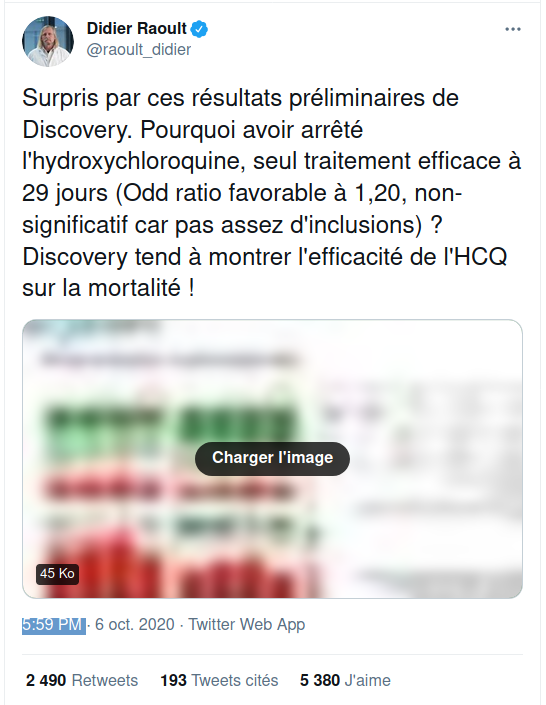 Didier Raoult
@raoult_didier
Surpris par ces résultats préliminaires de
Discovery. Pourquoi avoir arrêté
l'hydroxychloroquine, seul traitement efficace à
29 jours (Odd ratio favorable à 1,20, non-
significatif car pas assez d'inclusions) ?
Discovery tend à montrer l'efficacité de l'HCQ
sur la mortalité !
Charger l'image
45 Ko
5:59 PM · 6 oct. 2020 · Twitter Web App
2 490 Retweets 193 Tweets cités 5 380 J'aime